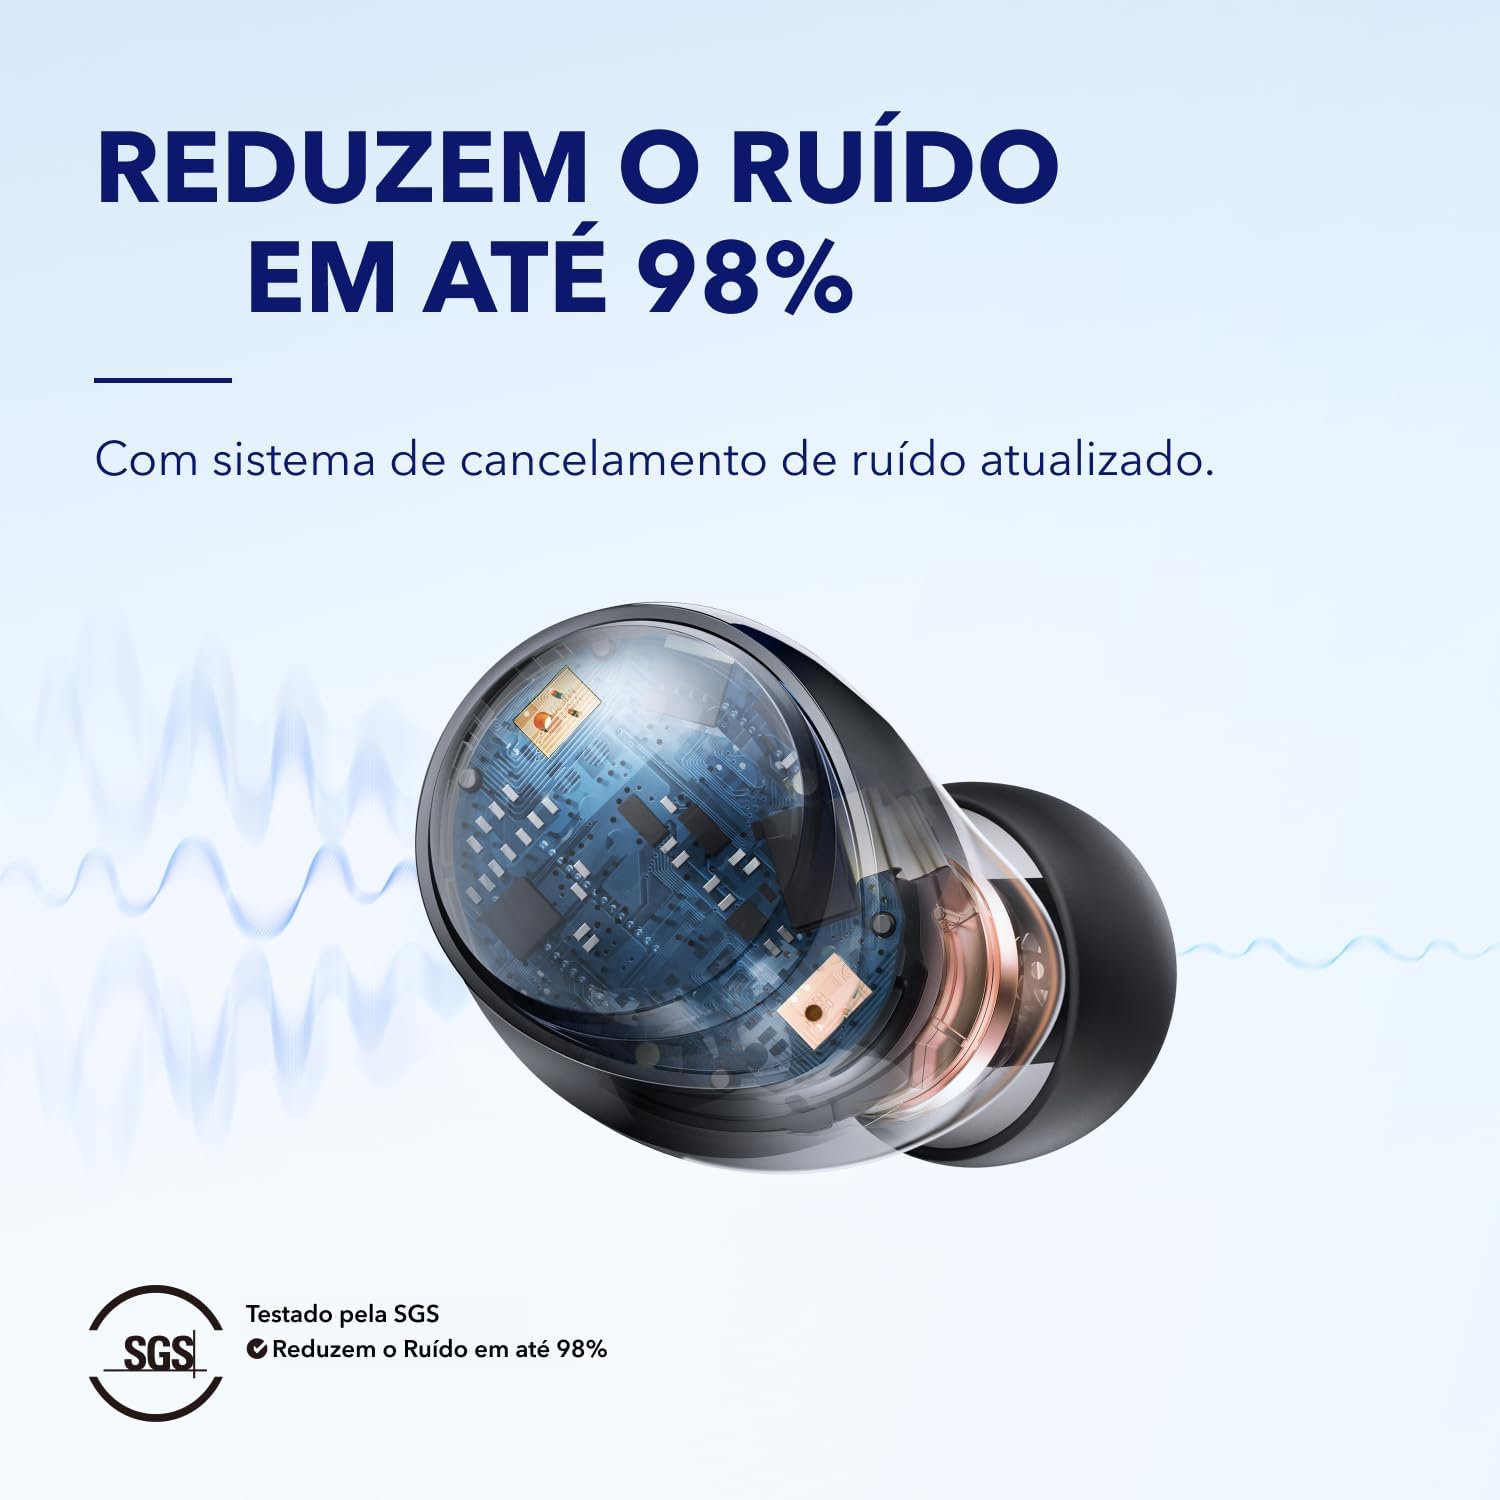 REDUZEM O RUÍDO
EM ATÉ 98%
Com sistema de cancelamento de ruído atualizado.
SGS
Testado pela SGS
Reduzem o Ruído em até 98%